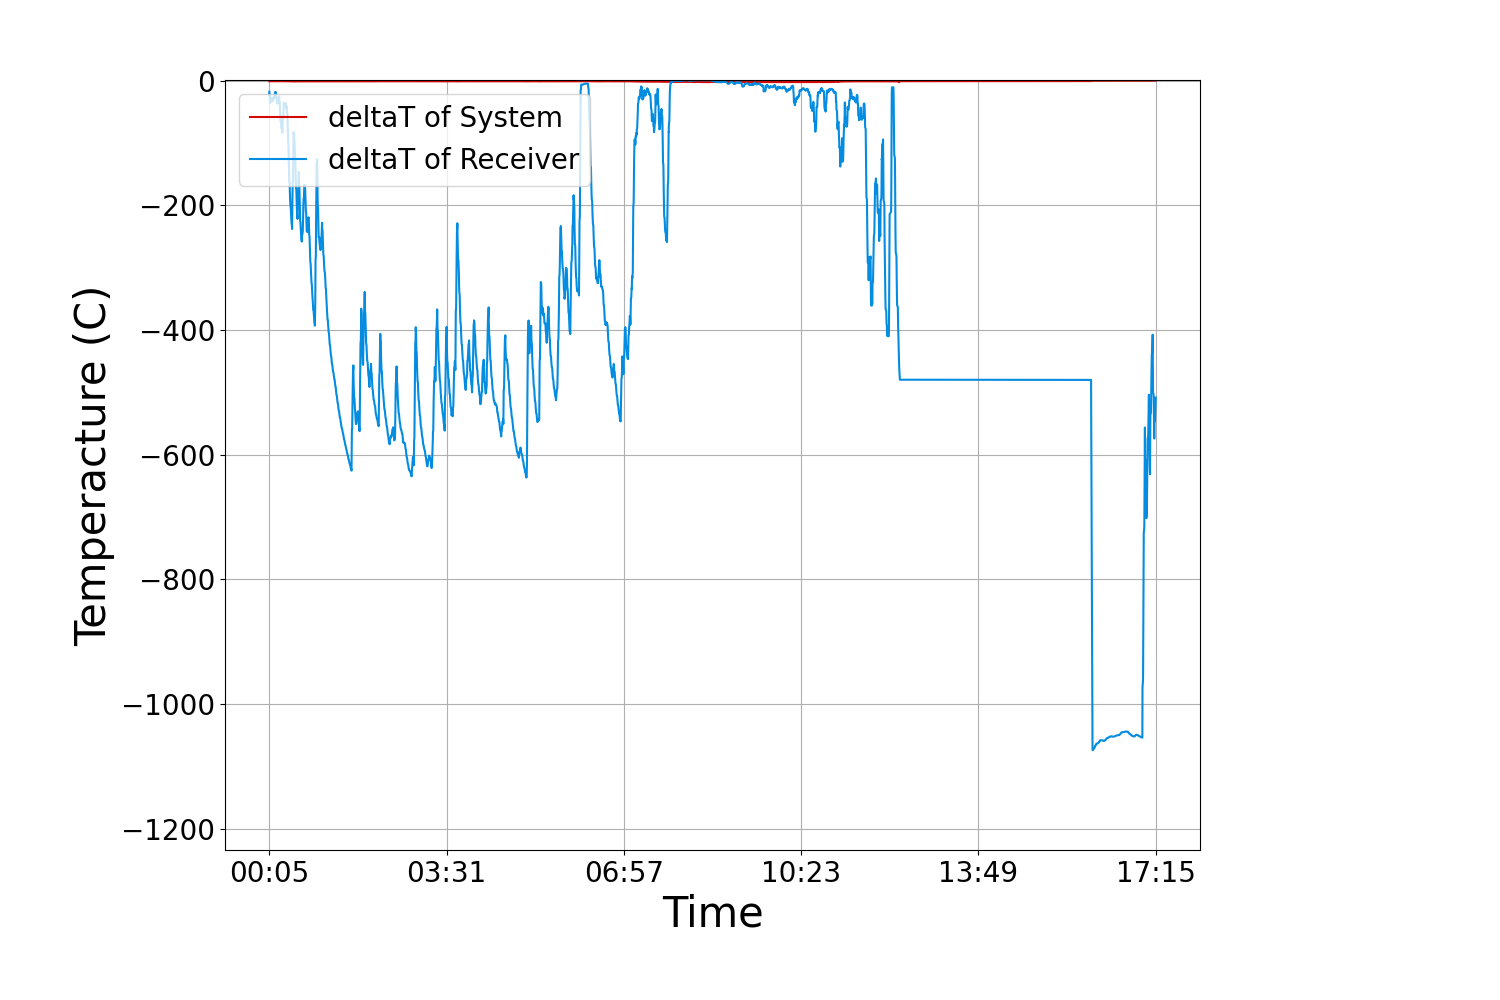 deltaT of System
deltaT of Receiver
0
−200
−400
−600
−800
−1000
−1200
Temperacture (C)
00:05 03:31 06:57 10:23 13:49 17:15
Time